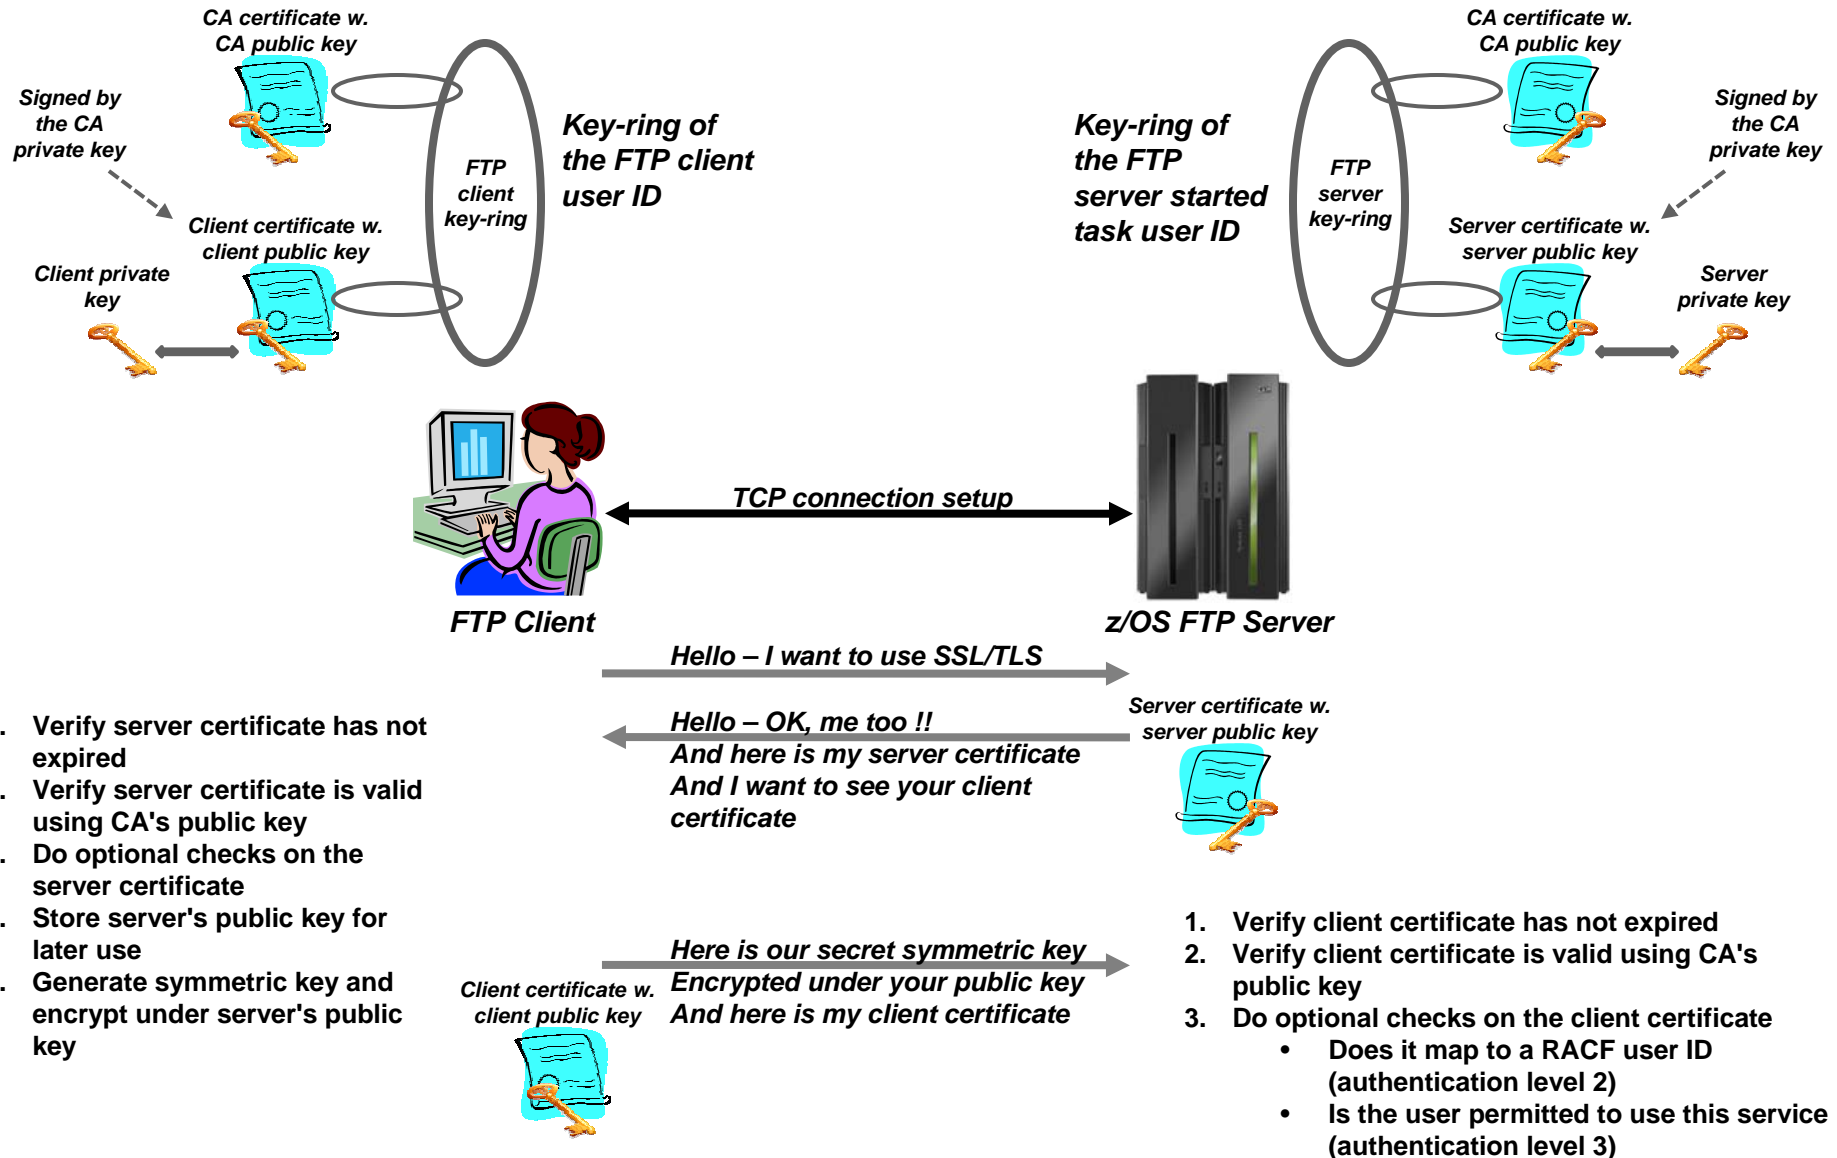 CA certificate w.
CA public key
Signed by
the CA
private key
FTP
client
key-ring
Key-ring of
the FTP client
user ID
Client certificate w.
client public key
Client private
key
CA certificate w.
CA public key
Signed by
the CA
private key
Key-ring of
the FTP
server started
task user ID
FTP
server
key-ring
Server certificate w.
server public key
Server
private key
TCP connection setup
FTP Client
z/OS FTP Server
Hello – I want to use SSL/TLS
Hello – OK, me too !!
And here is my server certificate
And I want to see your client
certificate
Server certificate w.
server public key
. Verify server certificate has not
expired
. Verify server certificate is valid
using CA's public key
. Do optional checks on the
server certificate
. Store server's public key for
later use
. Generate symmetric key and
encrypt under server's public
key
Here is our secret symmetric key
Encrypted under your public key
And here is my client certificate
Client certificate w.
client public key
1. Verify client certificate has not expired
2. Verify client certificate is valid using CA's
public key
3. Do optional checks on the client certificate
• Does it map to a RACF user ID
(authentication level 2)
• Is the user permitted to use this service
(authentication level 3)